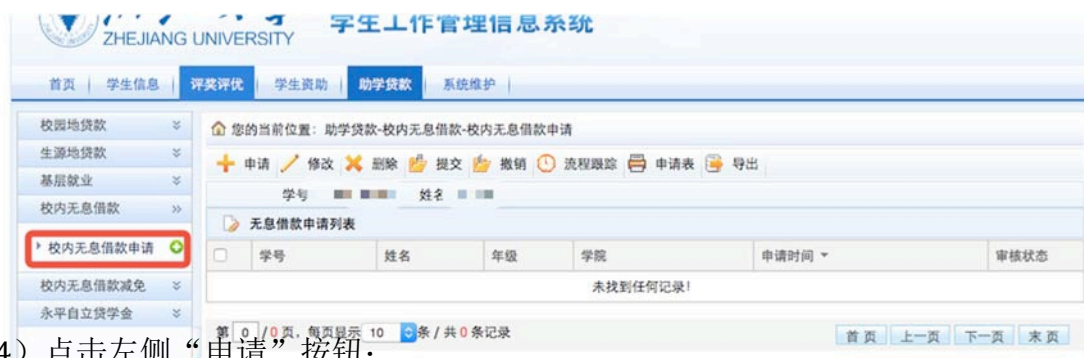 ZHEJIANG UNIVERSITY 学生工作管理信息系统
首页 学生信息 评奖评优 学生资助 助学贷款 系统维护
校园地贷款
生源地贷款
基层就业
校内无息借款
校内无息借款申请
校内无息借款减免
永平自立贷学金
您的当前位置：助学贷款-校内无息借款-校内无息借款申请
申请 修改 删除 提交 撤销 流程跟踪 申请表 导出
学号 姓名
无息借款申请列表
学号 姓名 年级 学院 申请时间 审核状态
未找到任何记录！
第 0 / 0 页，每页显示 10 条 / 共 0 条记录
首页 上一页 下一页 末页
4）点击左侧“申请”按钮；